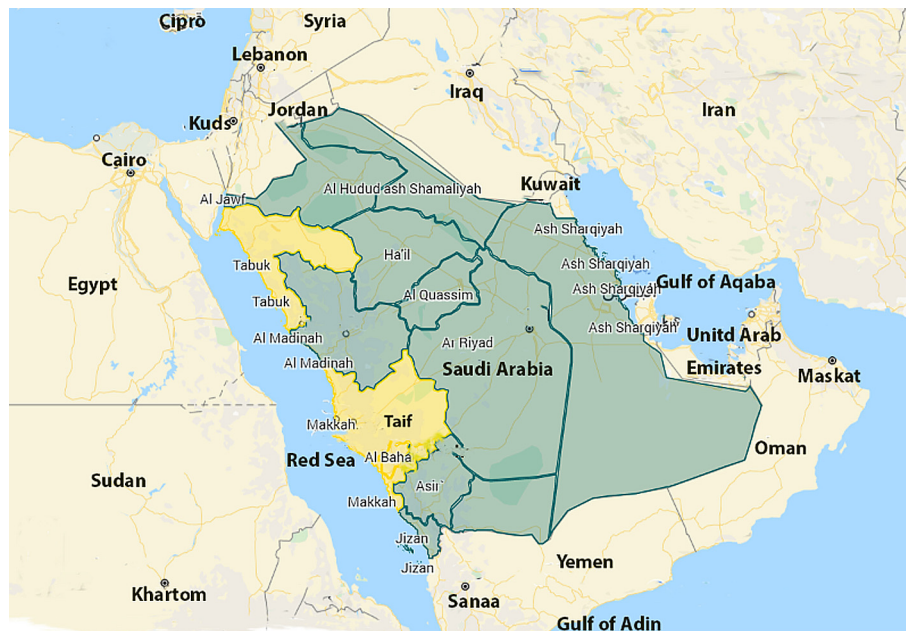 Cipro
Syria
Lebanon
Iraq
Iran
Jordan
Kuds
Cairo
Al Hudud ash Shamaliyah
Kuwait
Al Jawf
Ash Sharqiyah
Ha'il
Tabuk
Ash Sharqiyah
Egypt
Gulf of Aqaba
Ash Sharqiyah
Al Quassim
Tabuk
Ash Sharqiyah
Unitd Arab
Al Madinah
Ar Riyad
Al Madinah
Saudi Arabia
Emirates
Maskat
Makkah
Taif
Oman
Red Sea
Al Baha
Sudan
Asir
Makkah
Jizan
Yemen
Jizan
Khartom
Sanaa
Gulf of Adin